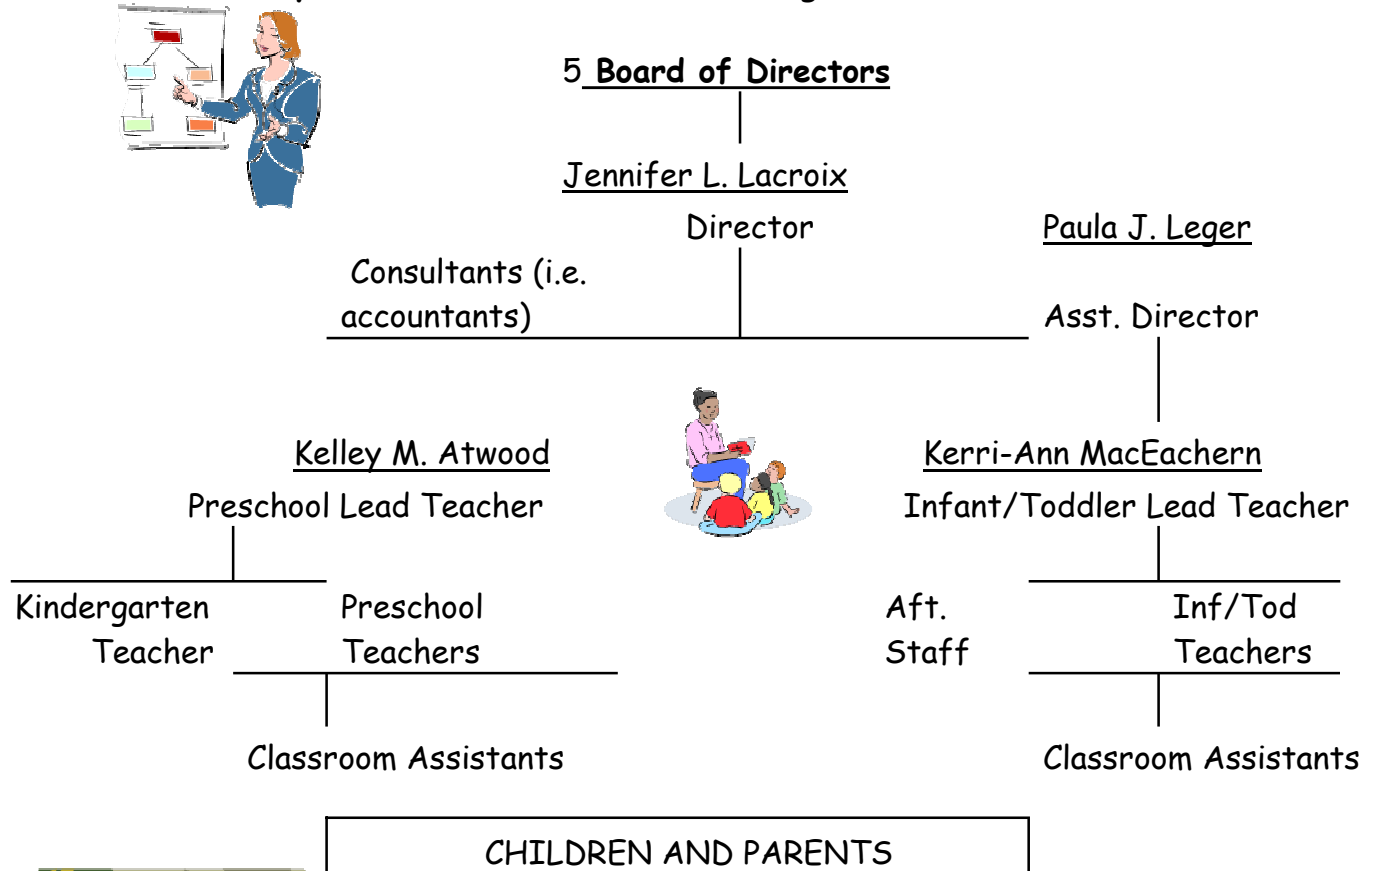 5 Board of Directors
Jennifer L. Lacroix
Director
Paula J. Leger
Consultants (i.e.
accountants)
Asst. Director
Kelley M. Atwood
Kerri-Ann MacEachern
Preschool Lead Teacher
Infant/Toddler Lead Teacher
Kindergarten
Teacher
Preschool
Teachers
Aft.
Staff
Inf/Tod
Teachers
Classroom Assistants
Classroom Assistants
CHILDREN AND PARENTS